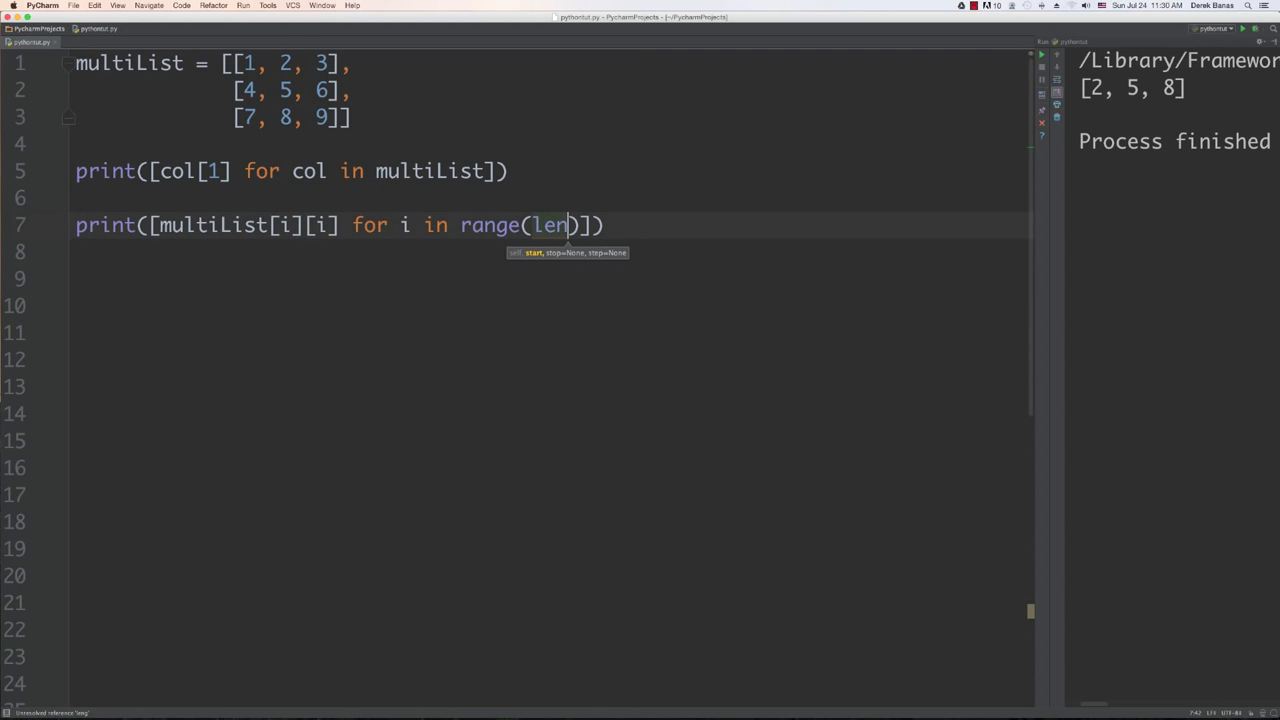 PyCharm File Edit View Navigate Code Refactor Run Tools VCS Window Help
10 Sun Jul 24 11:30 AM Derek Banas
pythontut.py - PycharmProjects - [~/PycharmProjects]
PycharmProjects pythontut.py pythontut
pythontut.py Run pythontut
1 multiList = [[1, 2, 3],
2 [4, 5, 6],
3 [7, 8, 9]]
4
5 print([col[1] for col in multiList])
6
7 print([multiList[i][i] for i in range(len)])
self, start, stop=None, step=None
8
9
10
11
12
13
14
15
16
17
18
19
20
21
22
23
24
/Library/Framewor
[2, 5, 8]
Process finished
Unresolved reference 'leng' 7:42 LF‡ UTF-8‡